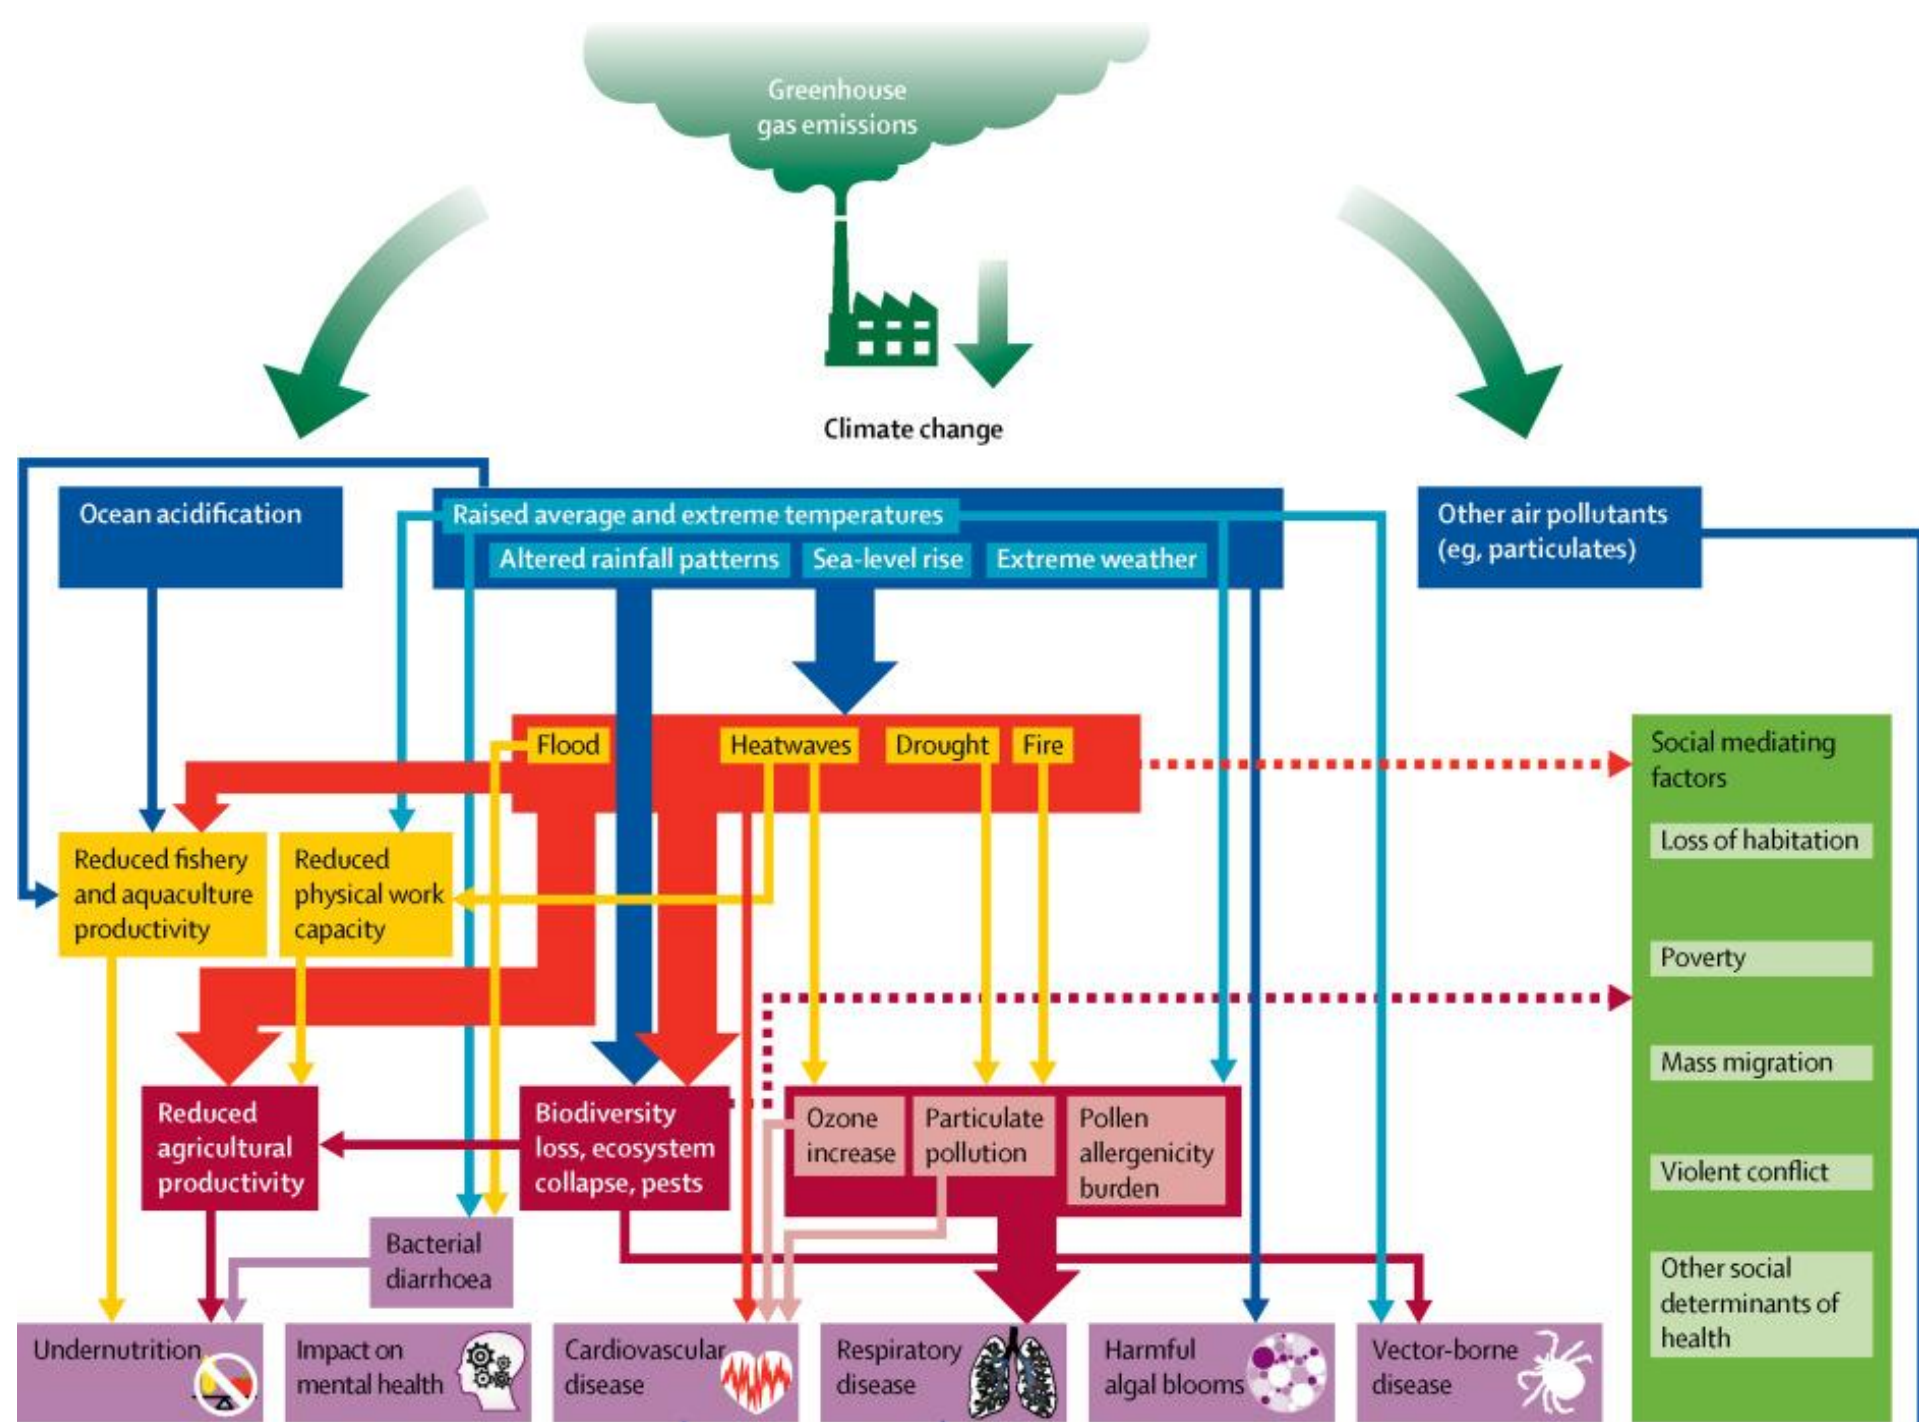 Greenhouse
gas emissions
Climate change
Ocean acidification
Raised average and extreme temperatures
Altered rainfall patterns
Sea-level rise
Extreme weather
Other air pollutants
(eg, particulates)
Flood
Heatwaves
Drought
Fire
Social mediating
factors
Loss of habitation
Poverty
Mass migration
Violent conflict
Other social
determinants of
health
Reduced fishery
and aquaculture
productivity
Reduced
physical work
capacity
Reduced
agricultural
productivity
Biodiversity
loss, ecosystem
collapse, pests
Ozone
increase
Particulate
pollution
Pollen
allergenicity
burden
Bacterial
diarrhoea
Undernutrition
Impact on
mental health
Cardiovascular
disease
Respiratory
disease
Harmful
algal blooms
Vector-borne
disease